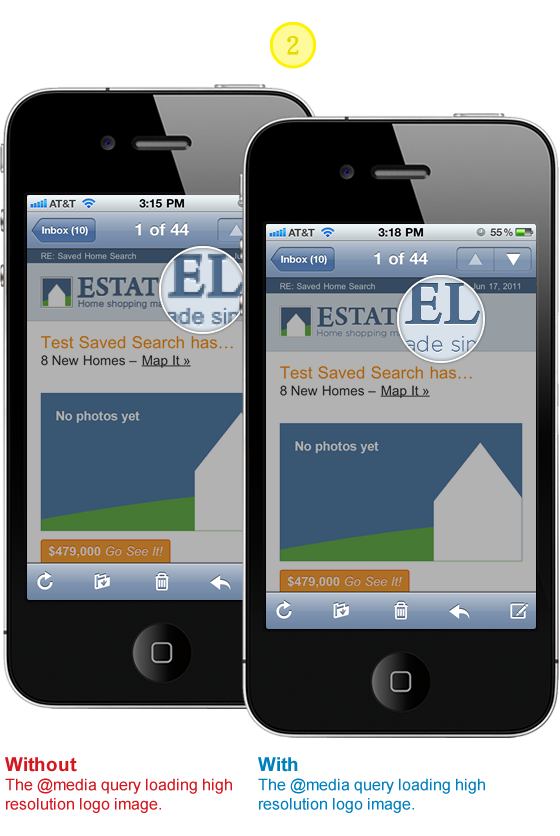 2
AT&T 3:15 PM
Inbox (10) 1 of 44
RE: Saved Home Search
ESTAT EL
Home shopping ma ade sin
Test Saved Search has…
8 New Homes – Map It »
No photos yet
$479,000 Go See It!
AT&T 3:18 PM 55%
Inbox (10) 1 of 44
RE: Saved Home Search Jun 17, 2011
ESTAT EL
Home shopping m ade sin
Test Saved Search has…
8 New Homes – Map It »
No photos yet
$479,000 Go See It!
Without
The @media query loading high
resolution logo image.
With
The @media query loading high
resolution logo image.